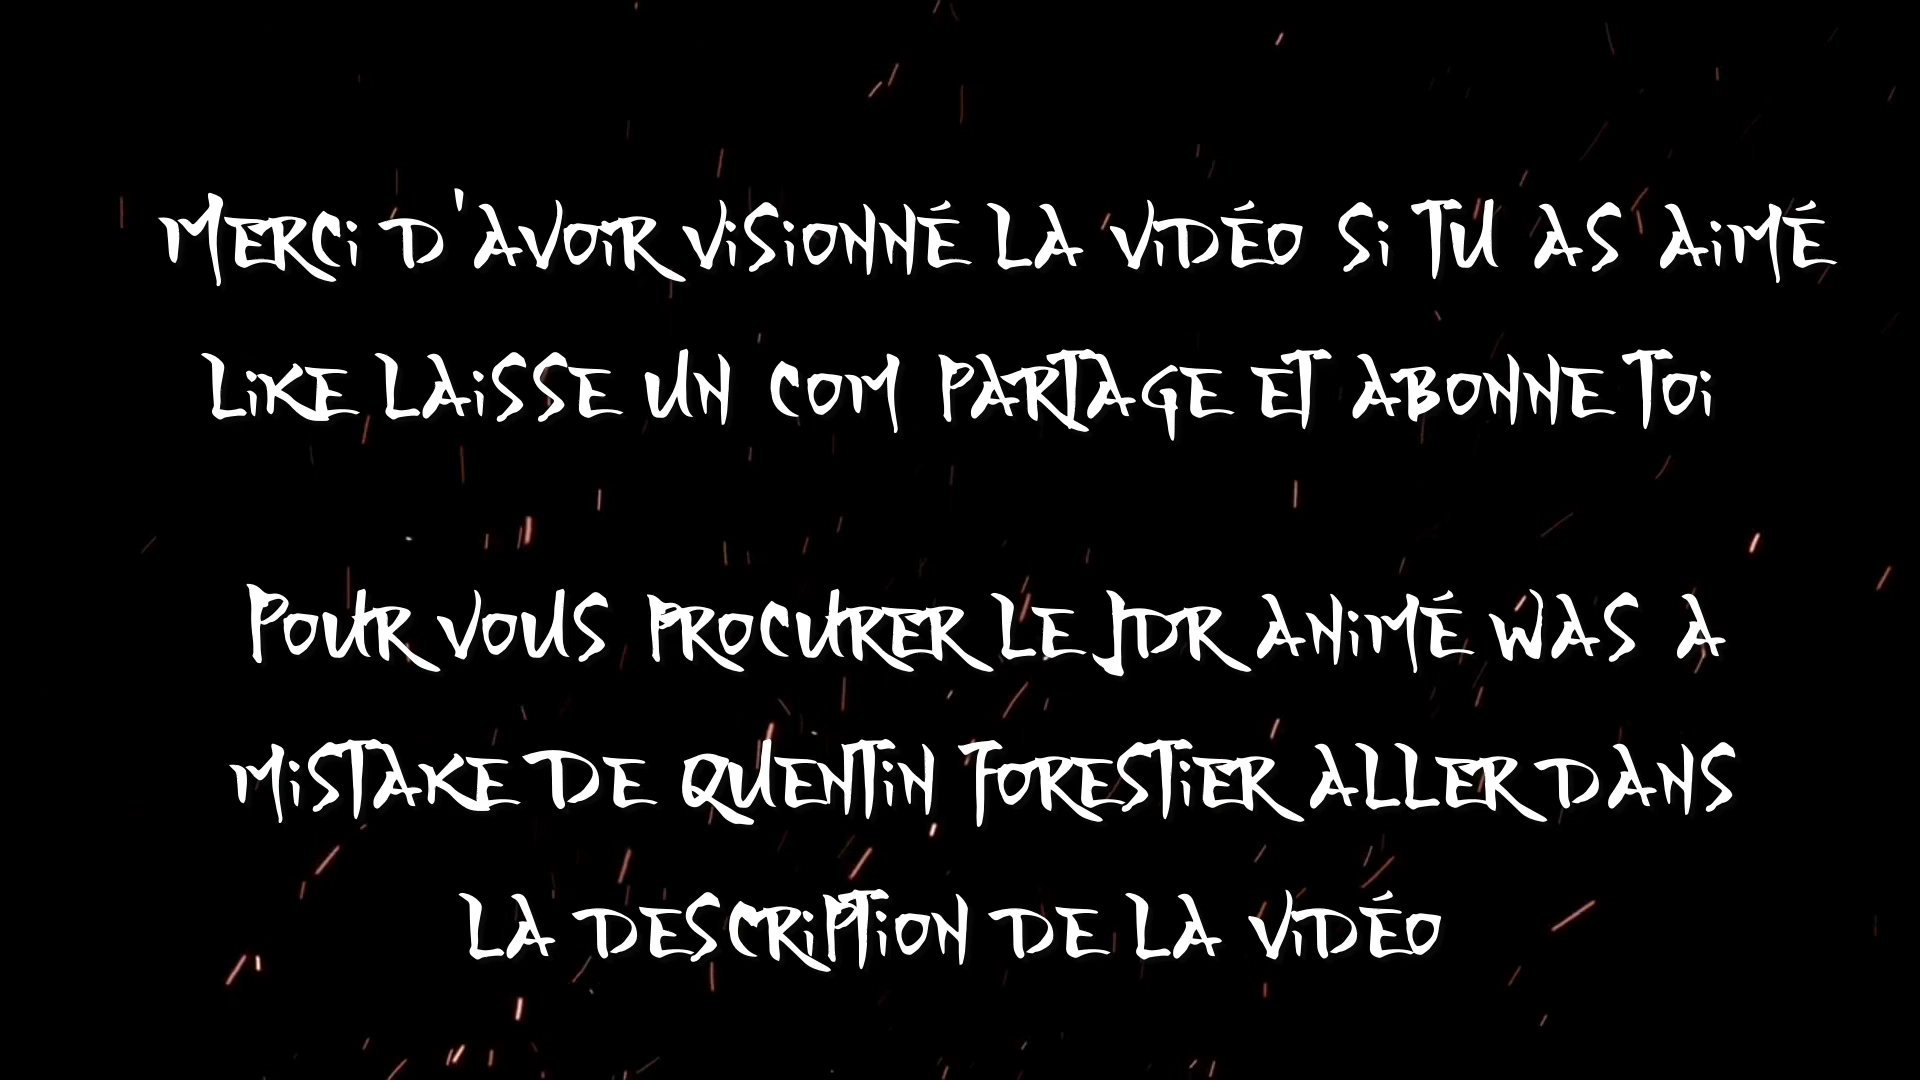 Merci d'avoir visionné la vidéo si tu as aimé
like laisse un com partage et abonne toi
Pour vous procurer le JDR animé was a
mistake de Quentin Forestier aller dans
la description de la vidéo